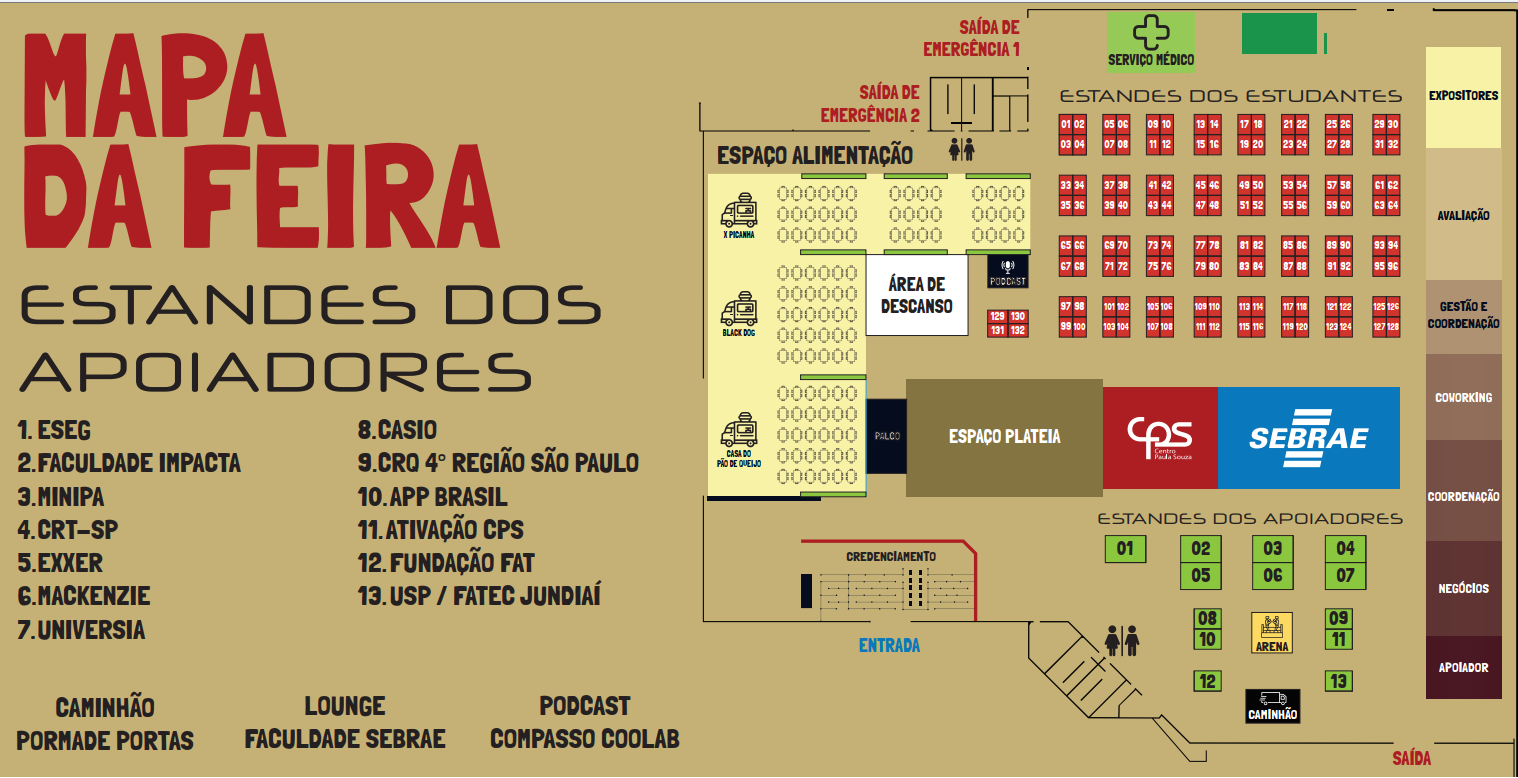 MAPA
DA FEIRA
ESTANDES DOS
APOIADORES
1. ESEG
2.FACULDADE IMPACTA
3.MINIPA
4.CRT-SP
5.EXXER
6.MACKENZIE
7.UNIVERSIA
8.CASIO
9.CRQ 4° REGIÃO SÃO PAULO
10. APP BRASIL
11. ATIVAÇÃO CPS
12. FUNDAÇÃO FAT
13. USP / FATEC JUNDIAÍ
CAMINHÃO
PORMADE PORTAS
LOUNGE
FACULDADE SEBRAE
PODCAST
COMPASSO COOLAB
SAÍDA DE
EMERGÊNCIA 1
SAÍDA DE
EMERGÊNCIA 2
SERVIÇO MÉDICO
ESPAÇO ALIMENTAÇÃO
X PICANHA
BLACK DOG
CASA DO
PÃO DE QUEIJO
ÁREA DE
DESCANSO
PODCAST
129 130
131 132
ESTANDES DOS ESTUDANTES
01 02 05 06 09 10 13 14 17 18 21 22 25 26 29 30
03 04 07 08 11 12 15 16 19 20 23 24 27 28 31 32
33 34 37 38 41 42 45 46 49 50 53 54 57 58 61 62
35 36 39 40 43 44 47 48 51 52 55 56 59 60 63 64
65 66 69 70 73 74 77 78 81 82 85 86 89 90 93 94
67 68 71 72 75 76 79 80 83 84 87 88 91 92 95 96
97 98 101 102 105 106 109 110 113 114 117 118 121 122 125 126
99 100 103 104 107 108 111 112 115 116 119 120 123 124 127 128
PALCO
ESPAÇO PLATEIA
cps
Centro
Paula Souza
SEBRAE
ESTANDES DOS APOIADORES
01 02 03 04
05 06 07
08 09
10 11
ARENA
12 13
CAMINHÃO
CREDENCIAMENTO
ENTRADA
SAÍDA
EXPOSITORES
AVALIAÇÃO
GESTÃO E
COORDENAÇÃO
COWORKING
COORDENAÇÃO
NEGÓCIOS
APOIADOR